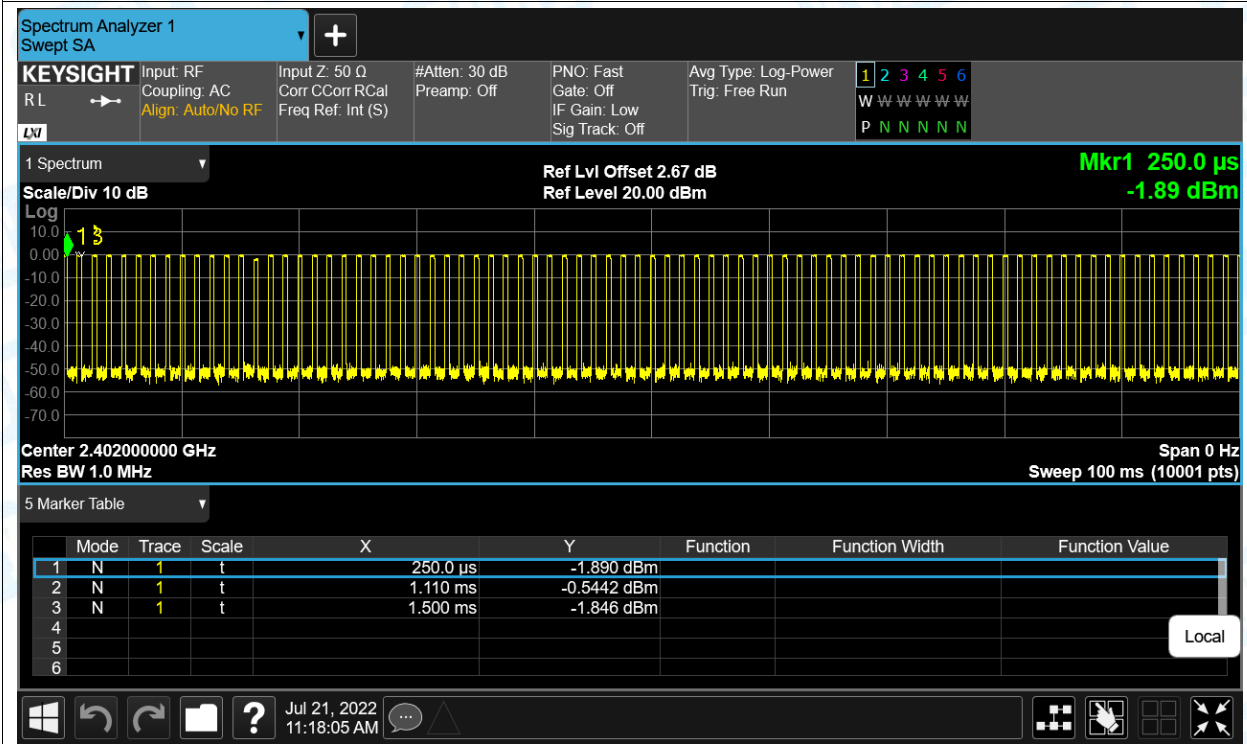 Spectrum Analyzer 1
Swept SA
KEYSIGHT Input: RF Input Z: 50 Ω #Atten: 30 dB PNO: Fast Avg Type: Log-Power 1 2 3 4 5 6
R L Coupling: AC Corr CCorr RCal Preamp: Off Gate: Off Trig: Free Run W W W W W W
Align: Auto/No RF Freq Ref: Int (S) IF Gain: Low
LXI Sig Track: Off P N N N N N
1 Spectrum Ref Lvl Offset 2.67 dB Mkr1 250.0 µs
Scale/Div 10 dB Ref Level 20.00 dBm -1.89 dBm
Log
10.0 1 3
0.00
-10.0
-20.0
-30.0
-40.0
-50.0
-60.0
-70.0
Center 2.402000000 GHz Span 0 Hz
Res BW 1.0 MHz Sweep 100 ms (10001 pts)
5 Marker Table
Mode Trace Scale X Y Function Function Width Function Value
1 N 1 t 250.0 µs -1.890 dBm
2 N 1 t 1.110 ms -0.5442 dBm
3 N 1 t 1.500 ms -1.846 dBm
4
5
6
Local
? Jul 21, 2022
11:18:05 AM